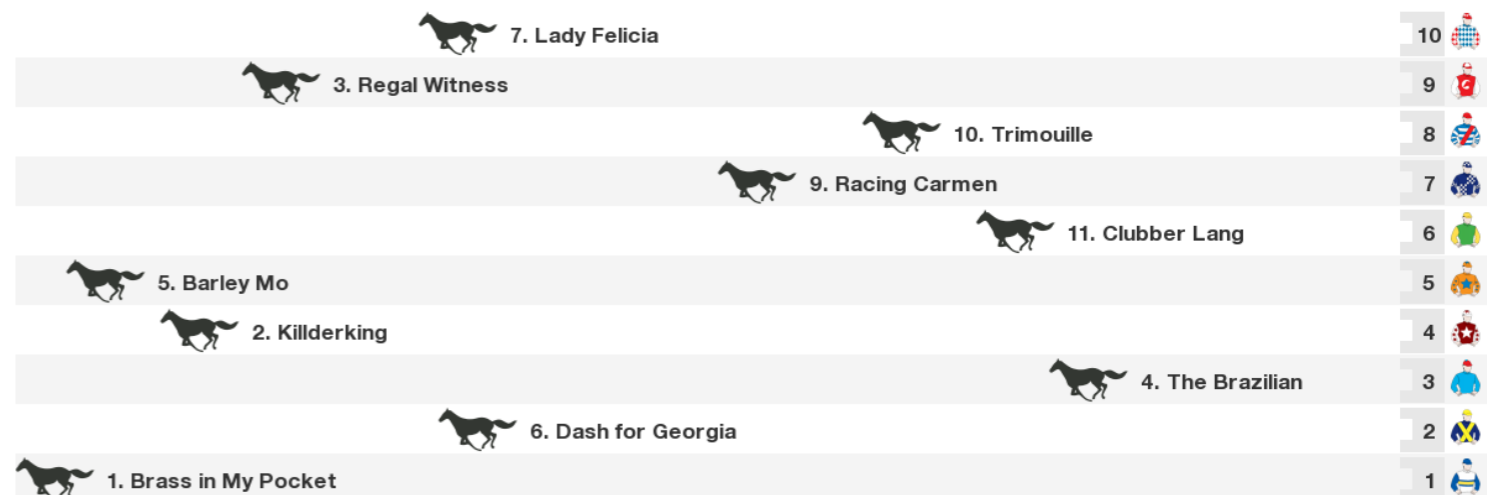 7. Lady Felicia 10
3. Regal Witness 9
10. Trimouille 8
9. Racing Carmen 7
11. Clubber Lang 6
5. Barley Mo 5
2. Killderking 4
4. The Brazilian 3
6. Dash for Georgia 2
1. Brass in My Pocket 1